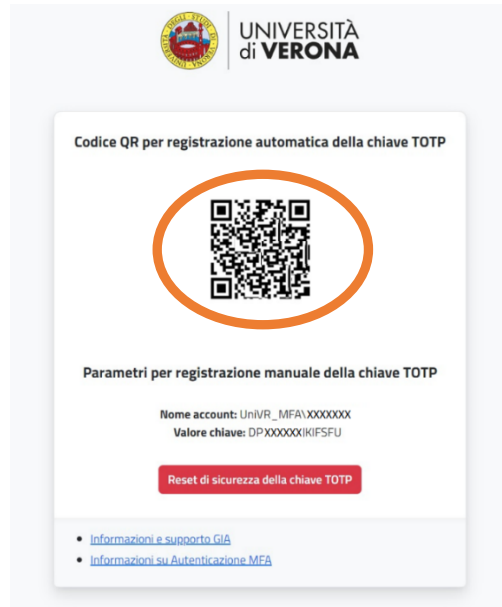 UNIVERSITÀ
di VERONA
Codice QR per registrazione automatica della chiave TOTP
Parametri per registrazione manuale della chiave TOTP
Nome account: UniVR_MFA\XXXXXXX
Valore chiave: DPXXXXXXIKIFSFU
Reset di sicurezza della chiave TOTP
Informazioni e supporto GIA
Informazioni su Autenticazione MFA